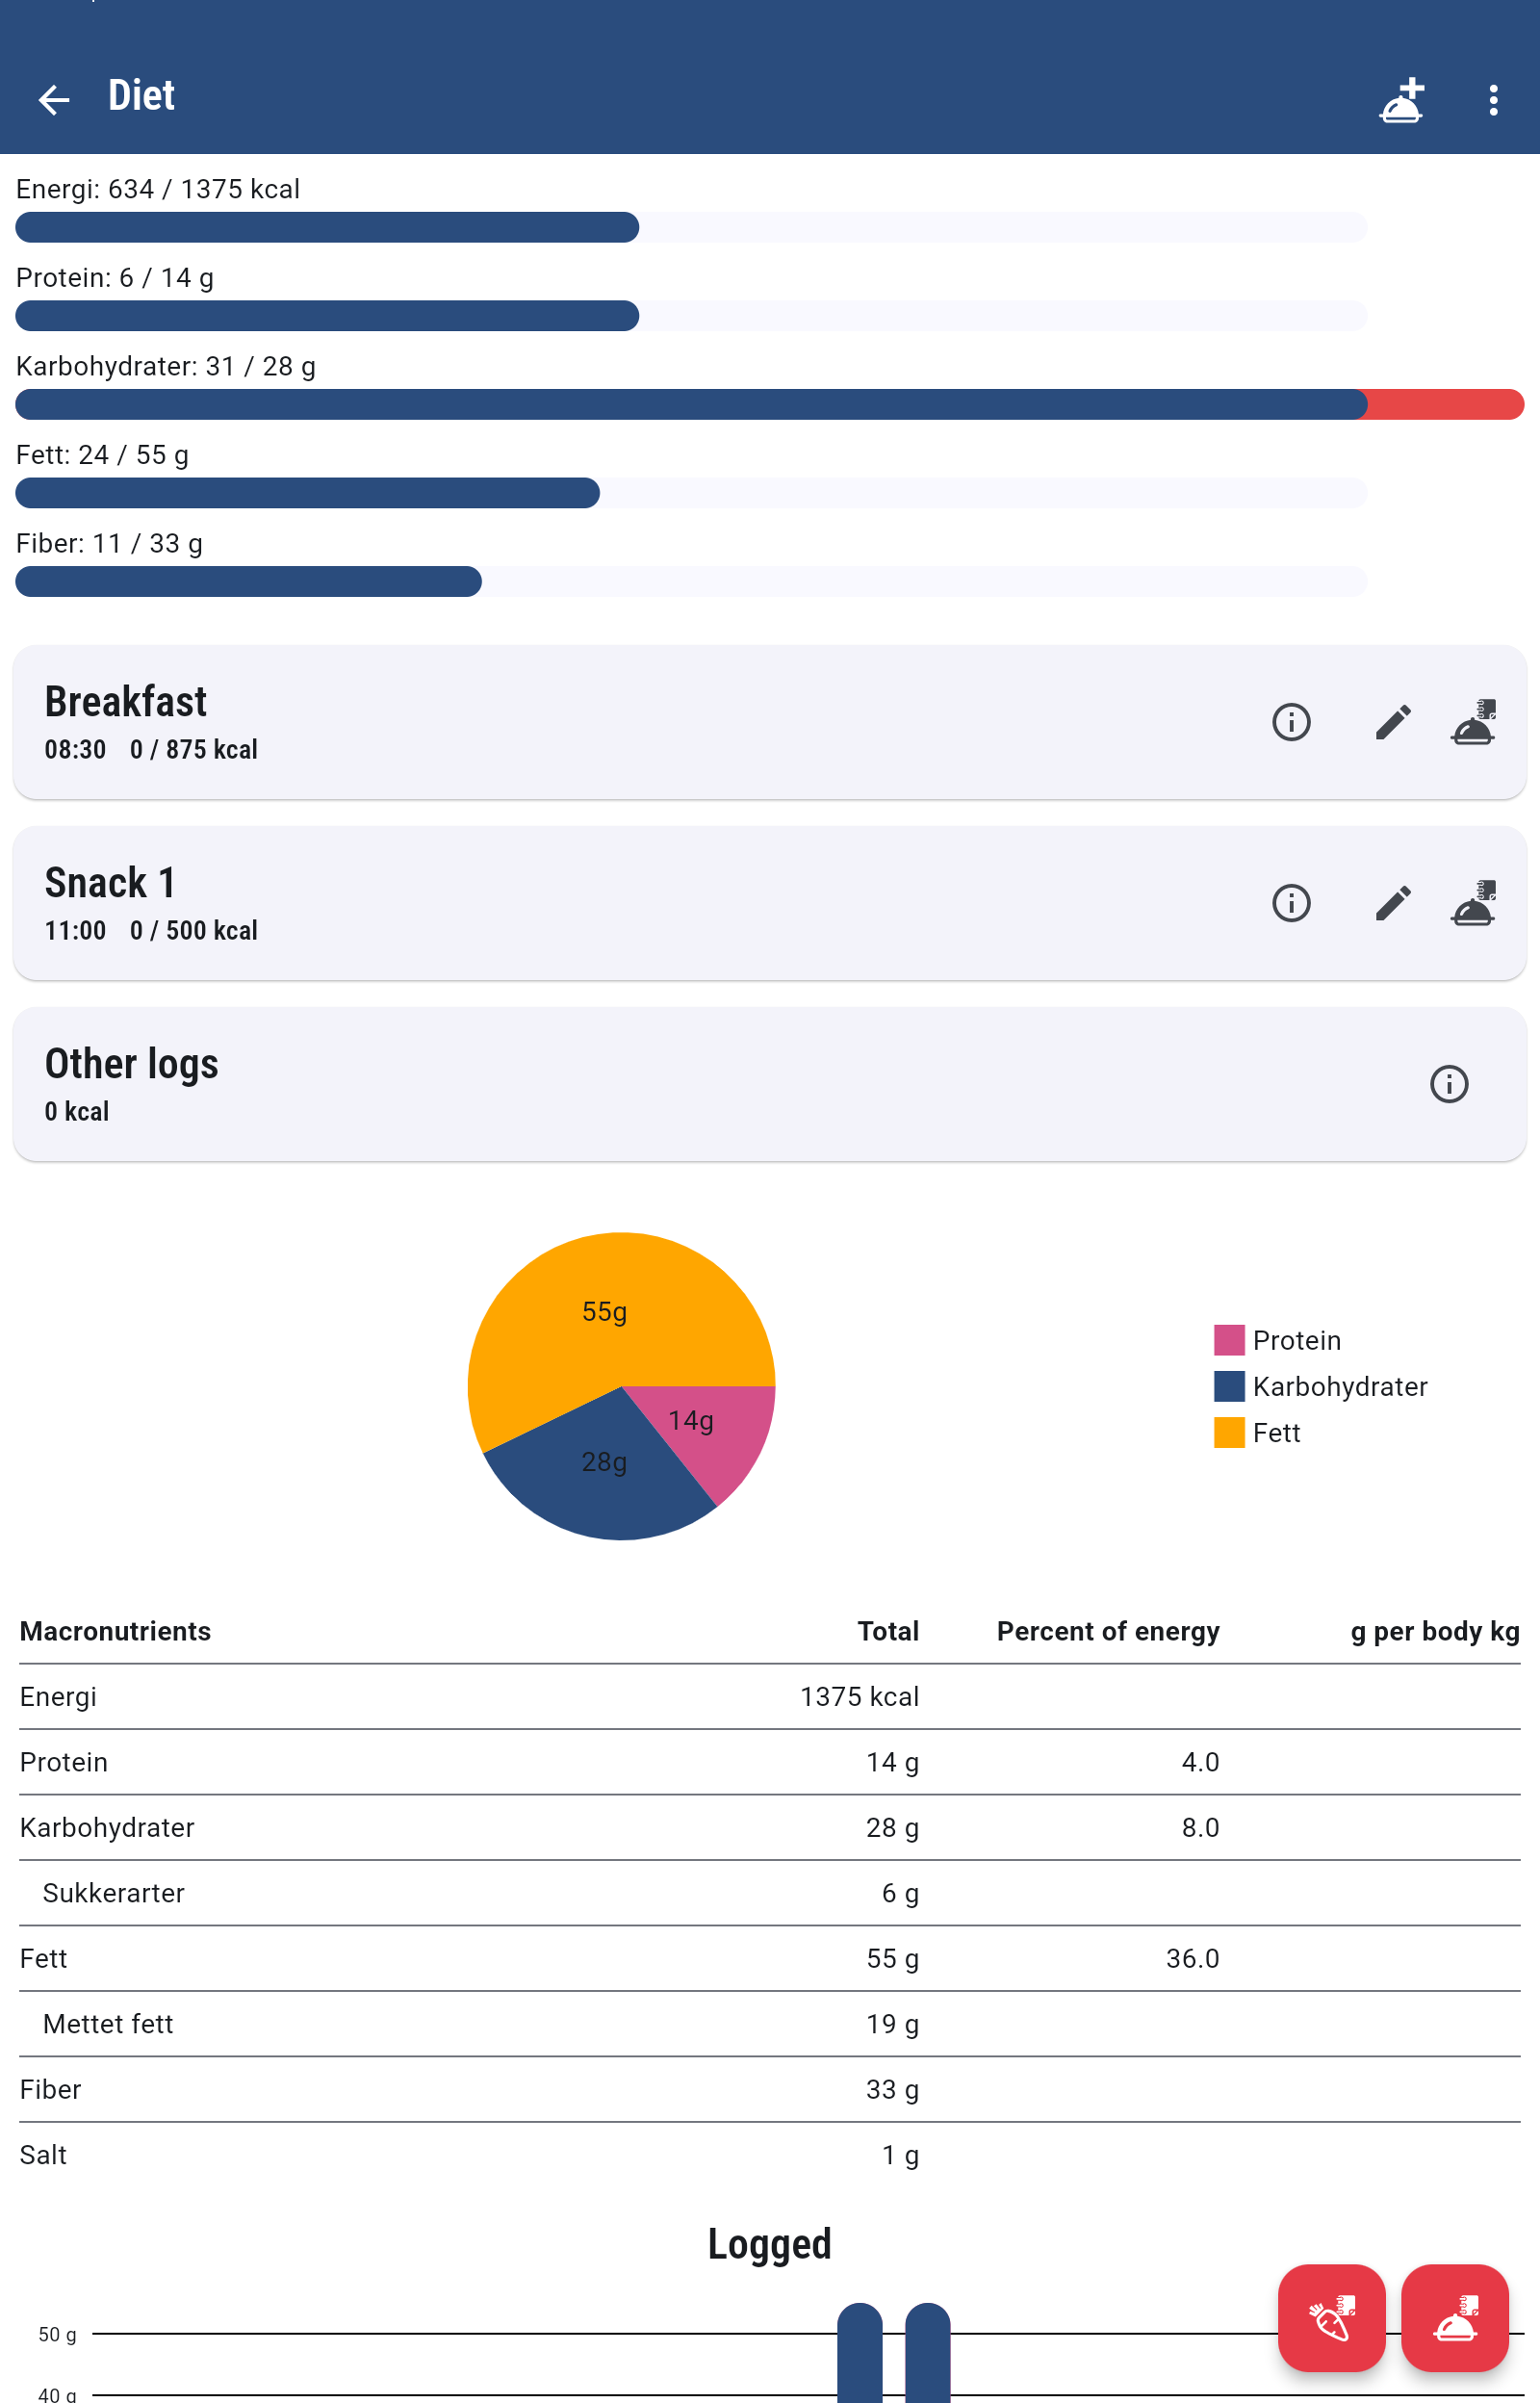 Diet
Energi: 634 / 1375 kcal
Protein: 6 / 14 g
Karbohydrater: 31 / 28 g
Fett: 24 / 55 g
Fiber: 11 / 33 g
Breakfast
08:30 0 / 875 kcal
Snack 1
11:00 0 / 500 kcal
Other logs
0 kcal
55g
14g
28g
Protein
Karbohydrater
Fett
Macronutrients Total Percent of energy g per body kg
Energi 1375 kcal
Protein 14 g 4.0
Karbohydrater 28 g 8.0
Sukkerarter 6 g
Fett 55 g 36.0
Mettet fett 19 g
Fiber 33 g
Salt 1 g
Logged
50 g
40 g